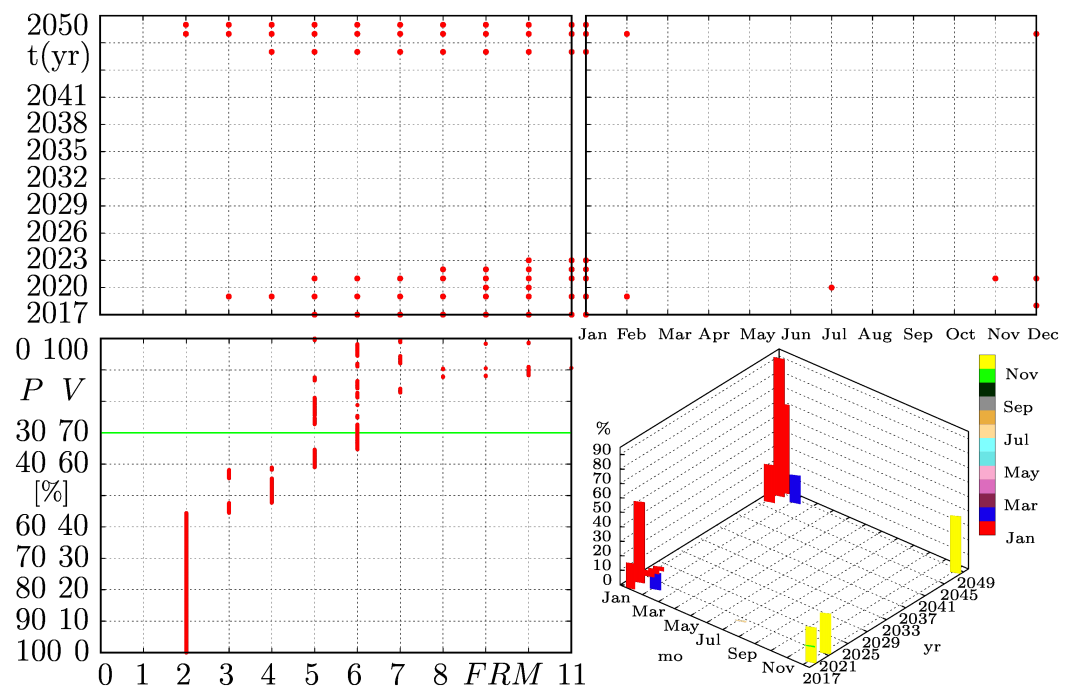 2050
t(yr)
2041
2038
2035
2032
2029
2026
2023
2020
2017
Jan Feb Mar Apr May Jun Jul Aug Sep Oct Nov Dec
0 100
P V
30 70
40 60
[%]
60 40
70 30
80 20
90 10
100 0
0 1 2 3 4 5 6 7 8 FRM 11
%
90
80
70
60
50
40
30
20
10
0
Jan
Mar
May
Jul
Sep
Nov
mo
2017
2021
2025
2029
2033
2037
2041
2045
2049
yr
Nov
Sep
Jul
May
Mar
Jan